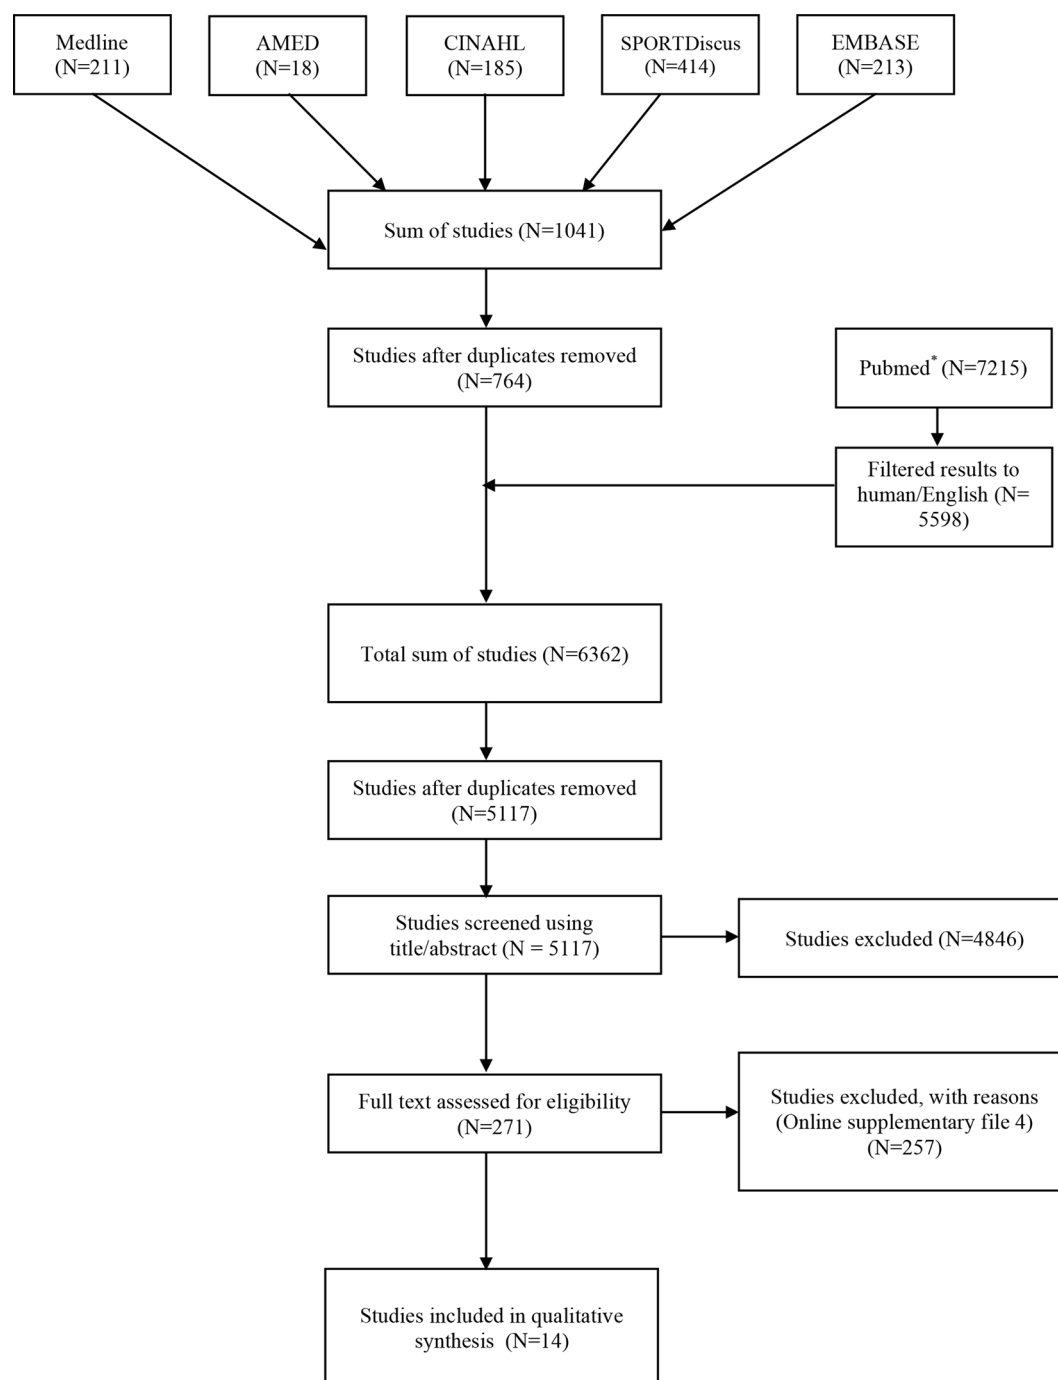 Medline
(N=211)
AMED
(N=18)
CINAHL
(N=185)
SPORTDiscus
(N=414)
EMBASE
(N=213)
Sum of studies (N=1041)
Studies after duplicates removed
(N=764)
Pubmed* (N=7215)
Filtered results to
human/English (N=
5598)
Total sum of studies (N=6362)
Studies after duplicates removed
(N=5117)
Studies screened using
title/abstract (N = 5117)
Studies excluded (N=4846)
Full text assessed for eligibility
(N=271)
Studies excluded, with reasons
(Online supplementary file 4)
(N=257)
Studies included in qualitative
synthesis (N=14)